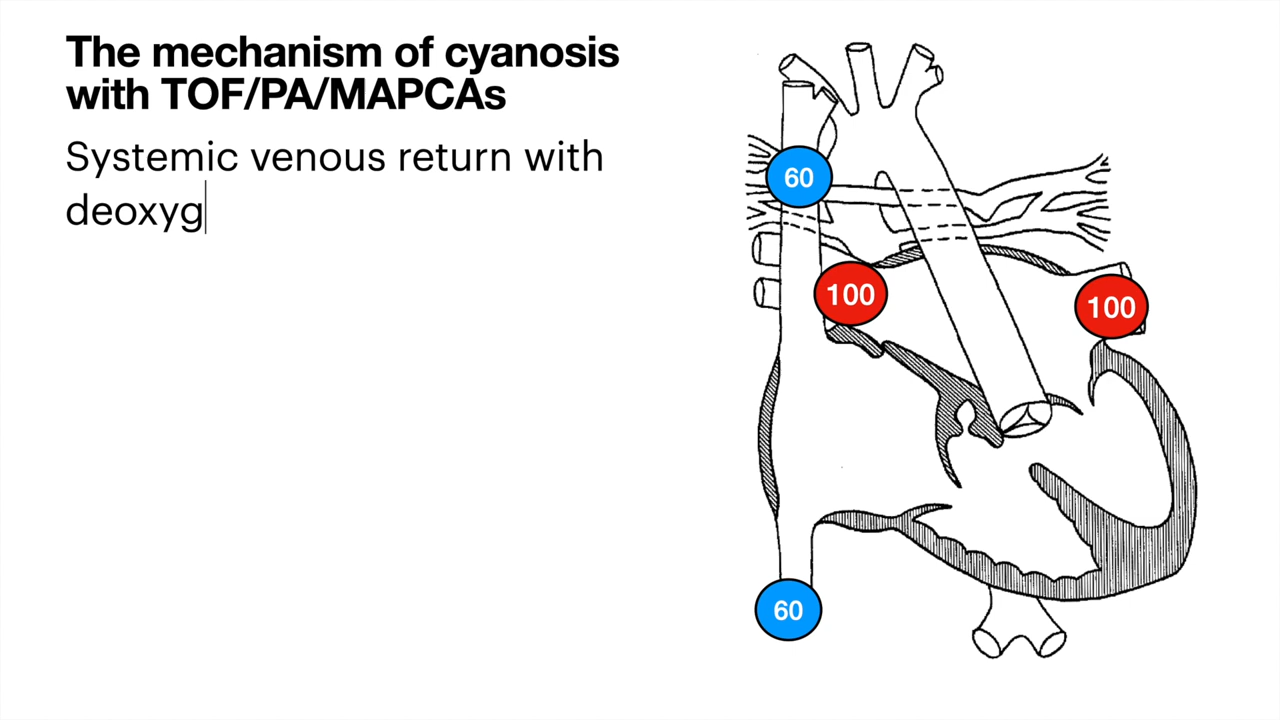 The mechanism of cyanosis
with TOF/PA/MAPCAs
Systemic venous return with
deoxyg
60
100
100
60